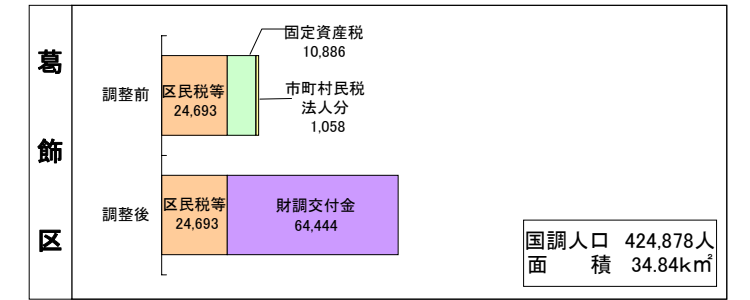 葛飾区
固定資産税
10,886
調整前
区民税等
24,693
市町村民税
法人分
1,058
調整後
区民税等
24,693
財調交付金
64,444
国調人口 424,878人
面 積 34.84k㎡